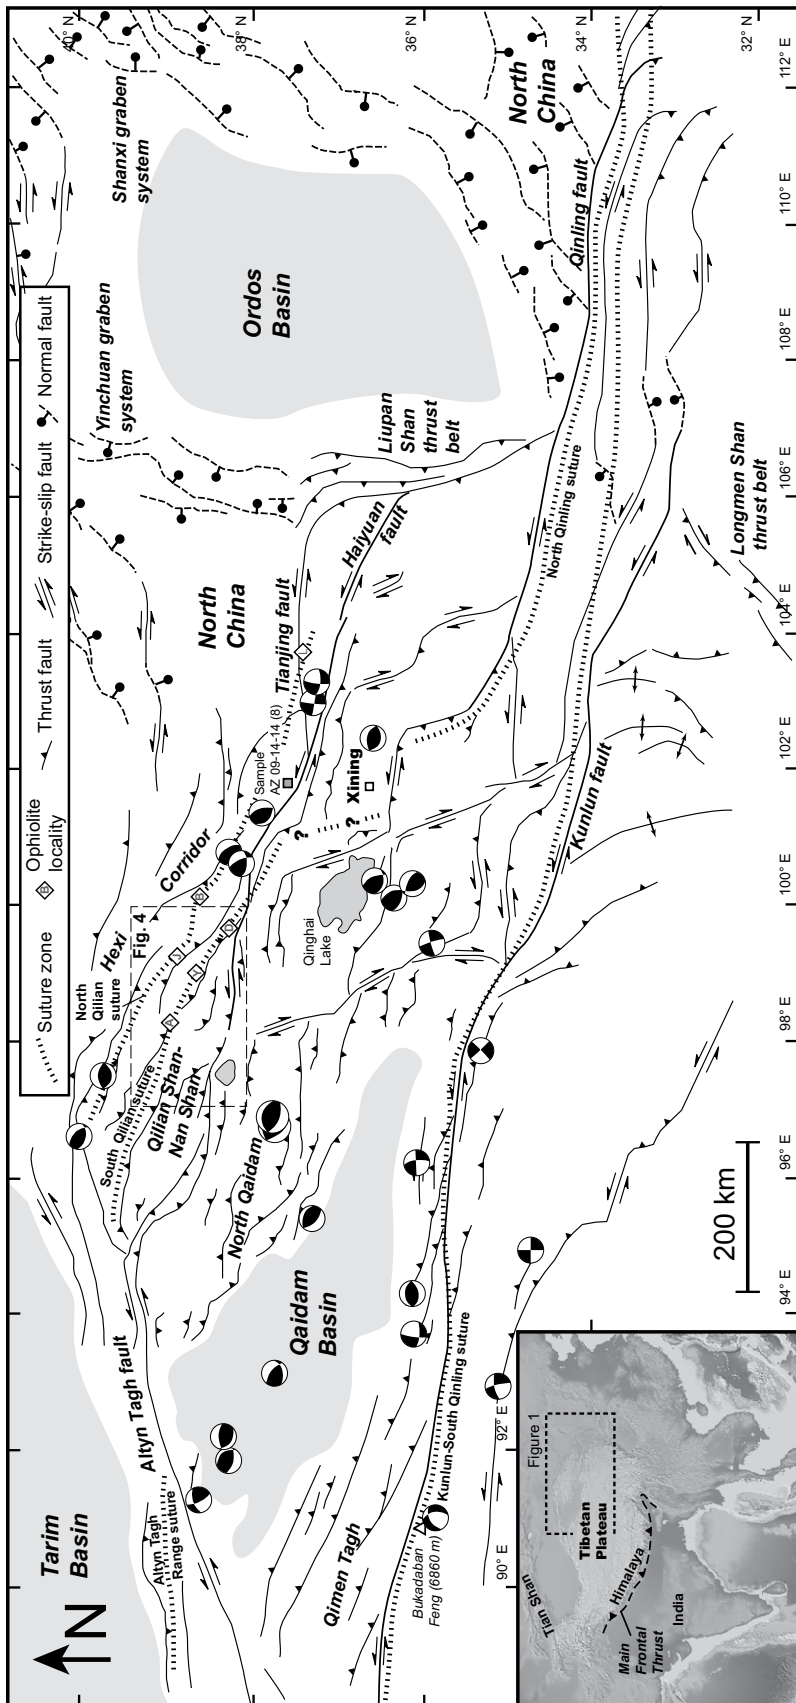 Suture zone
B
Ophiolite
locality
Thrust fault
Strike-slip fault
Normal fault
N
Tarim
Basin
Altyn Tagh
Range suture
Altyn Tagh fault
Qaidam
Basin
North Qaidam
Qimen Tagh
Bukadaban
Feng (6860 m)
Kunlun-South Qinling suture
South Qilian suture
Qilian Shan-
Nan Shan
North
Qilian
suture
Hexi
Corridor
Fig. 4
A
J
A
D
B
L
Qinghai
Lake
?
?
Xining
Sample
AZ 09-14-14 (8)
Tianjing fault
Haiyuan
fault
North
China
Yinchuan graben
system
Shanxi graben
system
Ordos
Basin
Liupan
Shan
thrust
belt
North
China
Qinling fault
North Qinling suture
Kunlun fault
Longmen Shan
thrust belt
40° N
38° N
36° N
34° N
32° N
90° E
92° E
94° E
96° E
98° E
100° E
102° E
104° E
106° E
108° E
110° E
112° E
200 km
Tian Shan
Figure 1
Tibetan
Plateau
Himalaya
Main
Frontal
Thrust
India